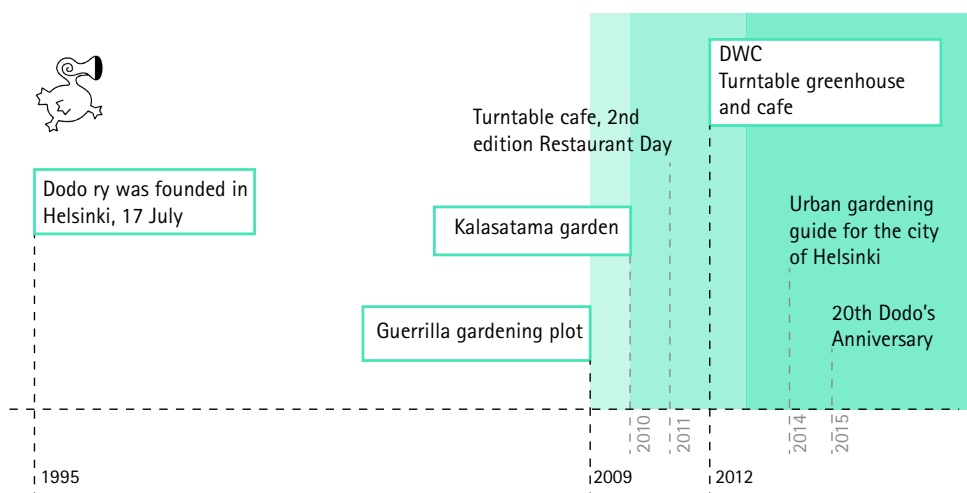 DWC
Turntable greenhouse
and cafe
Turntable cafe, 2nd
edition Restaurant Day
Dodo ry was founded in
Helsinki, 17 July
Kalasatama garden
Urban gardening
guide for the city
of Helsinki
20th Dodo's
Anniversary
Guerrilla gardening plot
2010
2011
2014
2015
1995
2009
2012